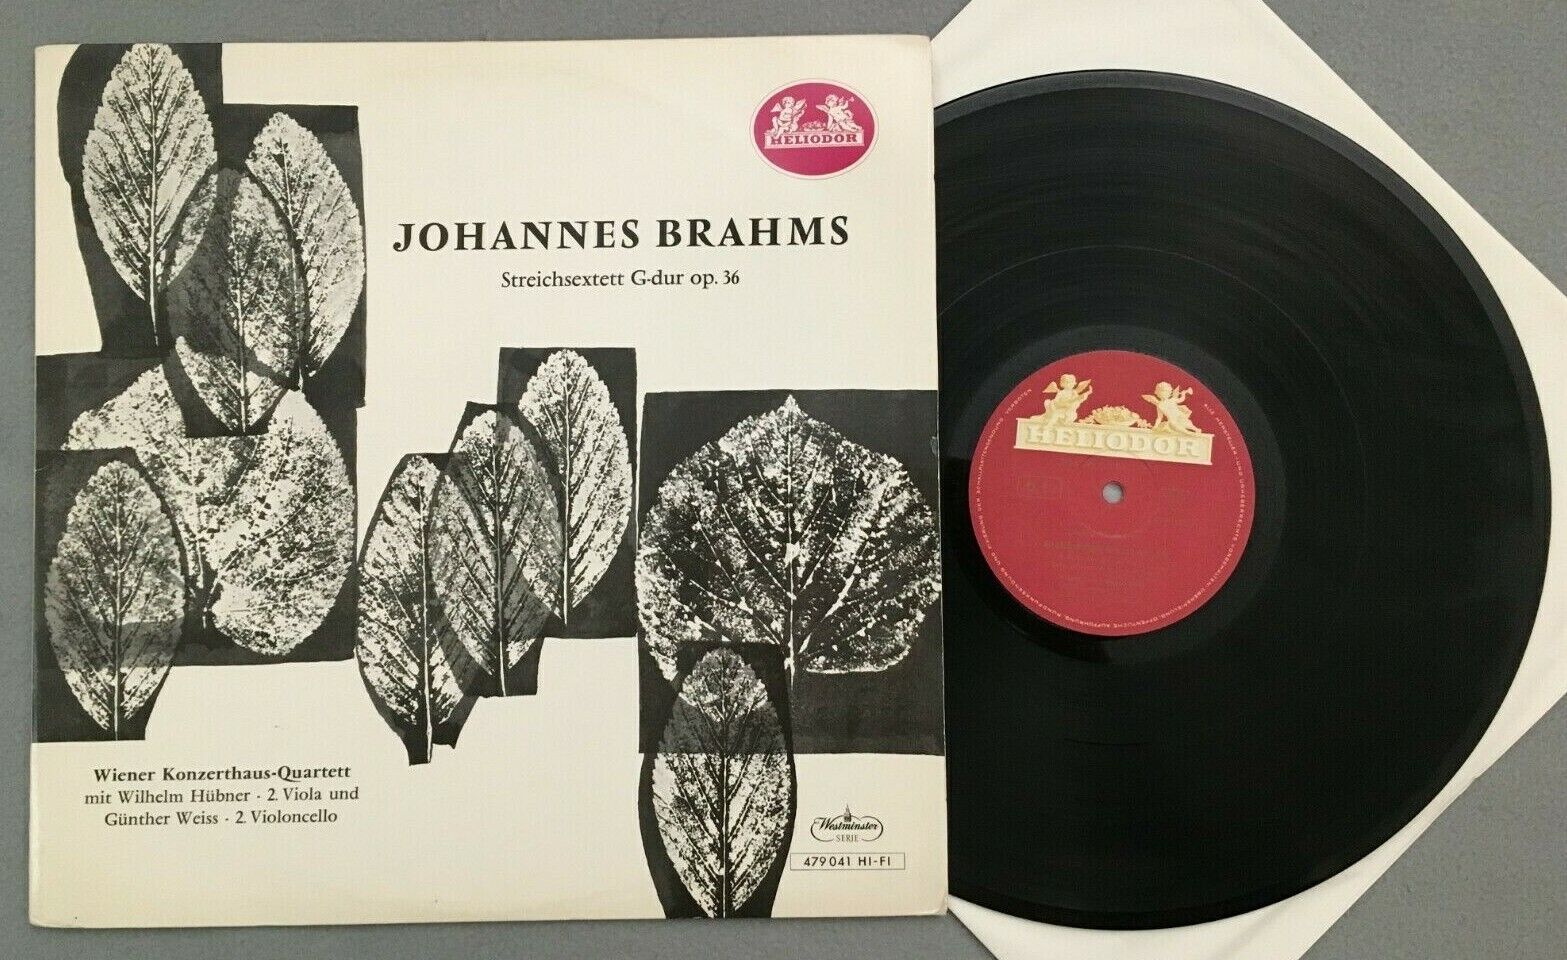 HELIODOR
JOHANNES BRAHMS
Streichsextett G-dur op. 36
Wiener Konzerthaus-Quartett
mit Wilhelm Hübner · 2. Viola und
Günther Weiss · 2. Violoncello
Westminster
SERIE
479 041 HI-FI
HELIODOR